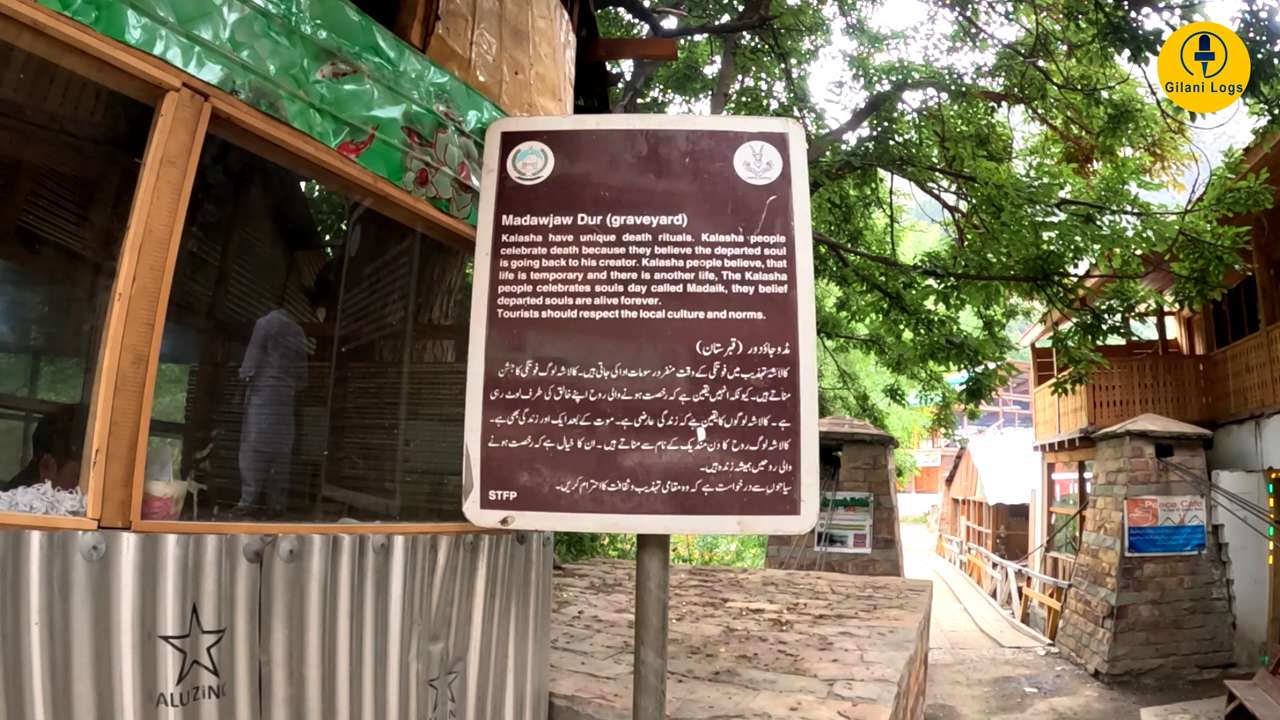 Gilani Logs
Madawjaw Dur (graveyard)
Kalasha have unique death rituals. Kalasha people
celebrate death because they believe the departed soul
is going back to his creator. Kalasha people believe, that
life is temporary and there is another life, The Kalasha
people celebrates souls day called Madaik, they belief
departed souls are alive forever.
Tourists should respect the local culture and norms.
مڈوجاؤدور (قبرستان)
کالاشہ تہذیب میں فوتگی کے وقت منفرد رسومات ادا کی جاتی ہیں۔ کالاشہ لوگ فوتگی کا جشن
مناتے ہیں۔ کیونکہ انہیں یقین ہے کہ رخصت ہونے والی روح اپنے خالق کی طرف لوٹ رہی
ہے۔ کالاشہ لوگوں کا یقین ہے کہ زندگی عارضی ہے۔ موت کے بعد ایک اور زندگی بھی ہے۔
کالاشہ لوگ روح کا دن منڈیک کے نام سے مناتے ہیں۔ ان کا خیال ہے کہ رخصت ہونے
والی روحیں ہمیشہ زندہ ہیں۔
سیاحوں سے درخواست ہے کہ وہ مقامی تہذیب و ثقافت کا احترام کریں۔
STFP
ALUZINC
Peace Cafe